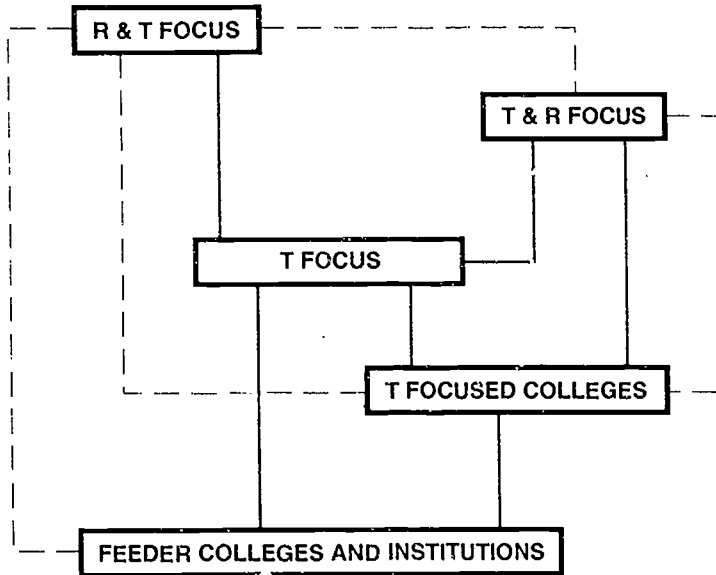 R & T FOCUS
T & R FOCUS
T FOCUS
T FOCUSED COLLEGES
FEEDER COLLEGES AND INSTITUTIONS